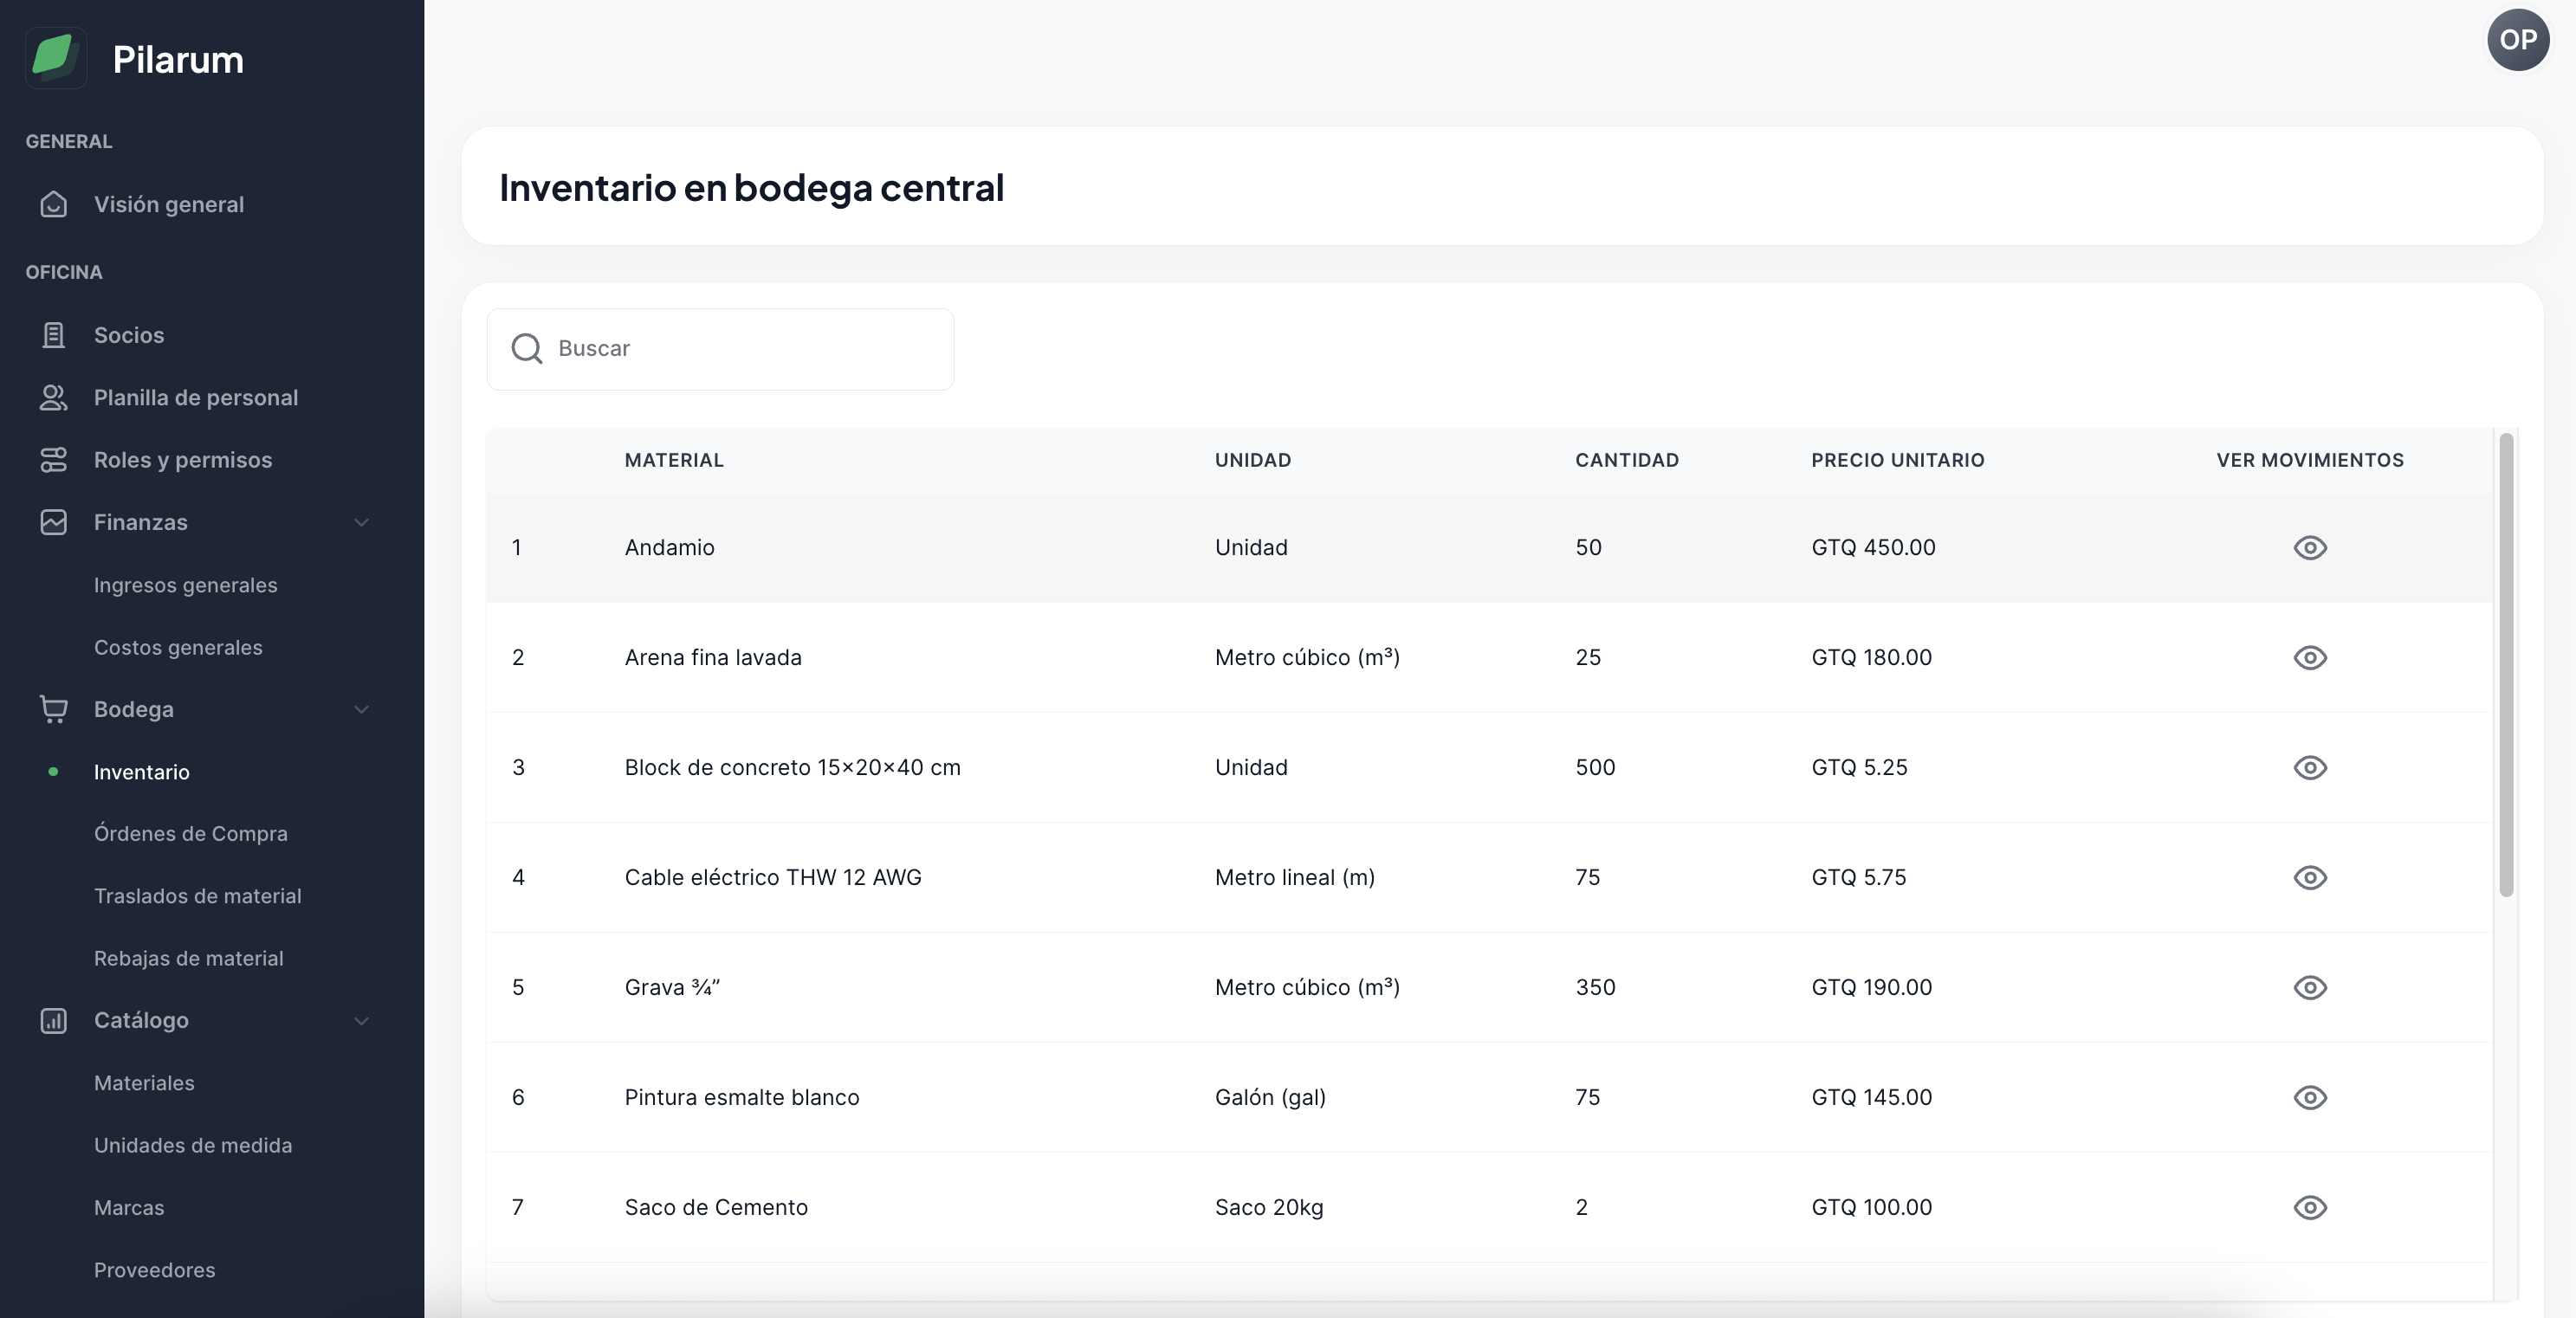 Pilarum
OP
GENERAL
Visión general
OFICINA
Socios
Planilla de personal
Roles y permisos
Finanzas
Ingresos generales
Costos generales
Bodega
Inventario
Órdenes de Compra
Traslados de material
Rebajas de material
Catálogo
Materiales
Unidades de medida
Marcas
Proveedores
Inventario en bodega central
Buscar
MATERIAL UNIDAD CANTIDAD PRECIO UNITARIO VER MOVIMIENTOS
1 Andamio Unidad 50 GTQ 450.00
2 Arena fina lavada Metro cúbico (m³) 25 GTQ 180.00
3 Block de concreto 15×20×40 cm Unidad 500 GTQ 5.25
4 Cable eléctrico THW 12 AWG Metro lineal (m) 75 GTQ 5.75
5 Grava ¾” Metro cúbico (m³) 350 GTQ 190.00
6 Pintura esmalte blanco Galón (gal) 75 GTQ 145.00
7 Saco de Cemento Saco 20kg 2 GTQ 100.00